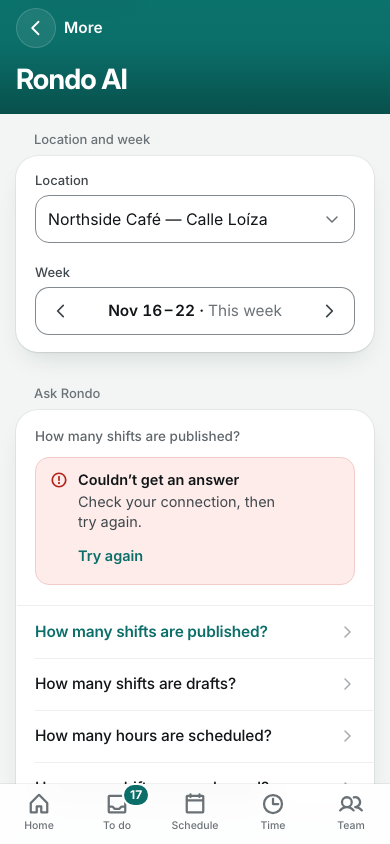 More
Rondo AI
Location and week
Location
Northside Café — Calle Loíza
Week
Nov 16 – 22 · This week
Ask Rondo
How many shifts are published?
Couldn’t get an answer
Check your connection, then
try again.
Try again
How many shifts are published?
How many shifts are drafts?
How many hours are scheduled?
17
Home
To do
Schedule
Time
Team